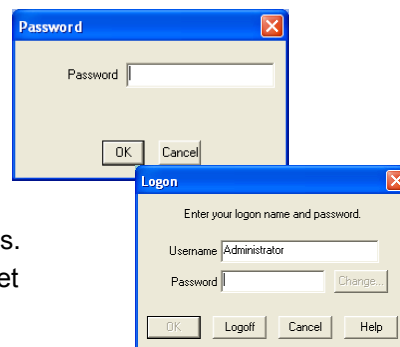 Password
Password
OK Cancel
Logon
Enter your logon name and password.
s.
Username Administrator
et
Password Change...
OK Logoff Cancel Help